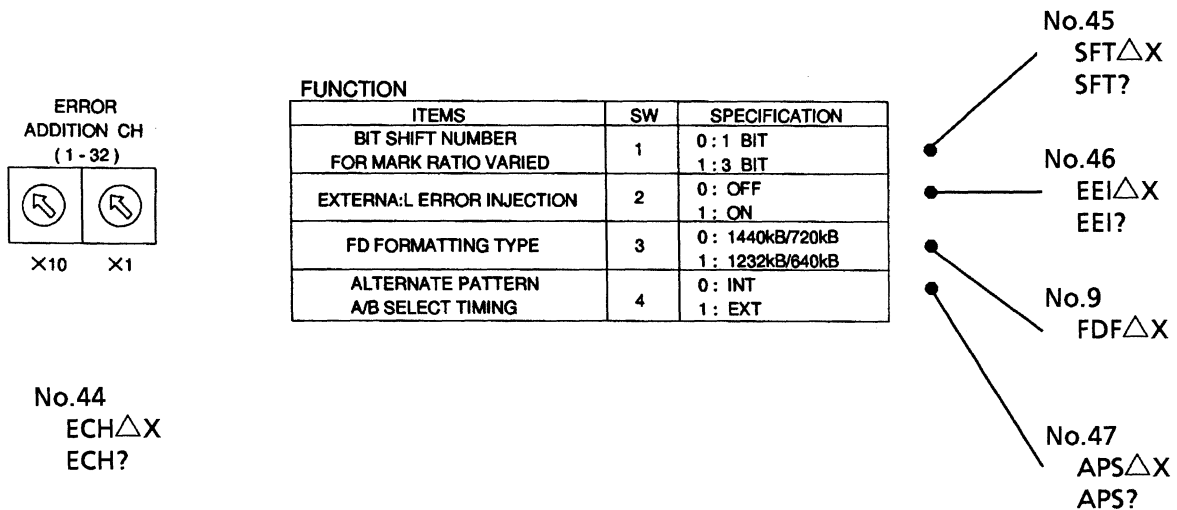 ERROR
ADDITION CH
(1-32)
×10 ×1
No.44
ECH△X
ECH?
FUNCTION
ITEMS SW SPECIFICATION
BIT SHIFT NUMBER
FOR MARK RATIO VARIED
1
0:1 BIT
1:3 BIT
EXTERNA:L ERROR INJECTION
2
0: OFF
1: ON
FD FORMATTING TYPE
3
0: 1440kB/720kB
1: 1232kB/640kB
ALTERNATE PATTERN
A/B SELECT TIMING
4
0: INT
1: EXT
No.45
SFT△X
SFT?
No.46
EEI△X
EEI?
No.9
FDF△X
No.47
APS△X
APS?